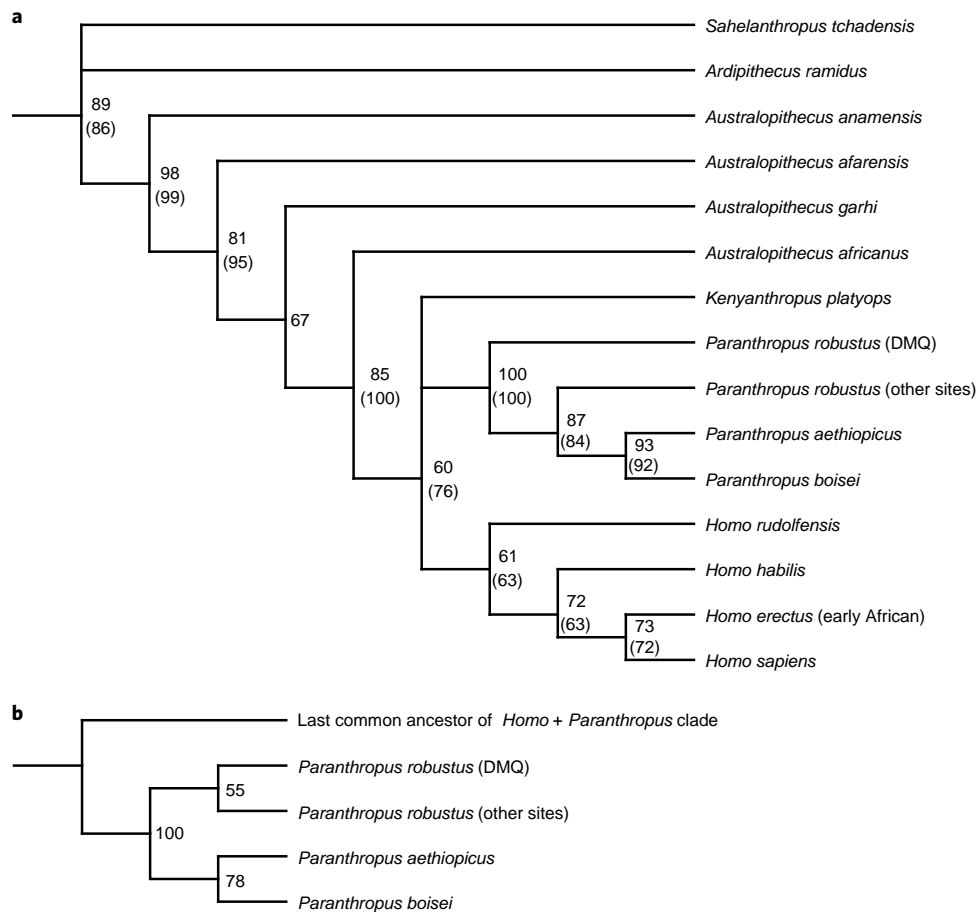 a
Sahelanthropus tchadensis
Ardipithecus ramidus
89
(86)
Australopithecus anamensis
98
(99)
Australopithecus afarensis
81
(95)
Australopithecus garhi
67
Australopithecus africanus
85
(100)
Kenyanthropus platyops
60
(76)
Paranthropus robustus (DMQ)
100
(100)
Paranthropus robustus (other sites)
87
(84)
Paranthropus aethiopicus
93
(92)
Paranthropus boisei
Homo rudolfensis
61
(63)
Homo habilis
72
(63)
Homo erectus (early African)
73
(72)
Homo sapiens
b
Last common ancestor of Homo + Paranthropus clade
Paranthropus robustus (DMQ)
55
Paranthropus robustus (other sites)
100
Paranthropus aethiopicus
78
Paranthropus boisei